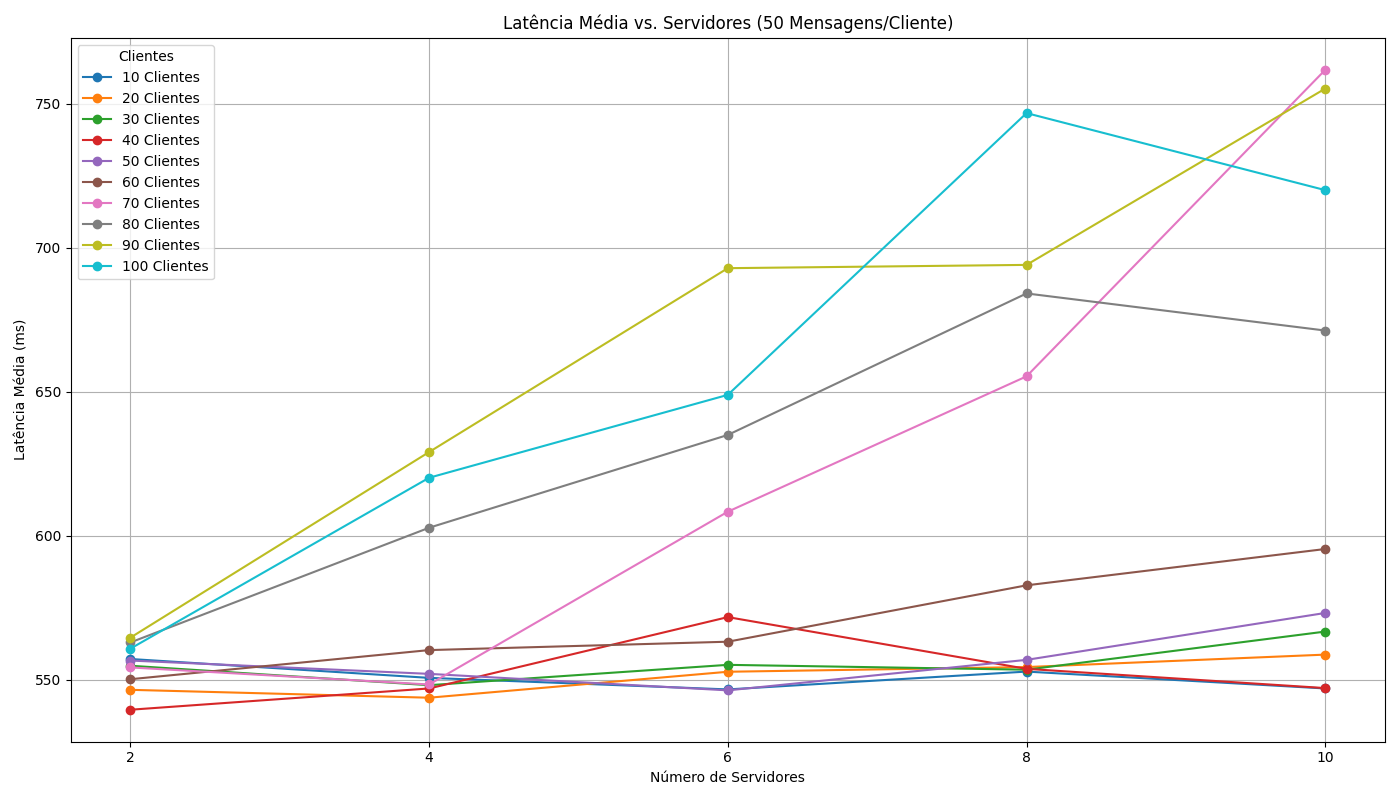 Latência Média vs. Servidores (50 Mensagens/Cliente)
Clientes
10 Clientes
20 Clientes
30 Clientes
40 Clientes
50 Clientes
60 Clientes
70 Clientes
80 Clientes
90 Clientes
100 Clientes
Latência Média (ms)
750
700
650
600
550
2 4 6 8 10
Número de Servidores